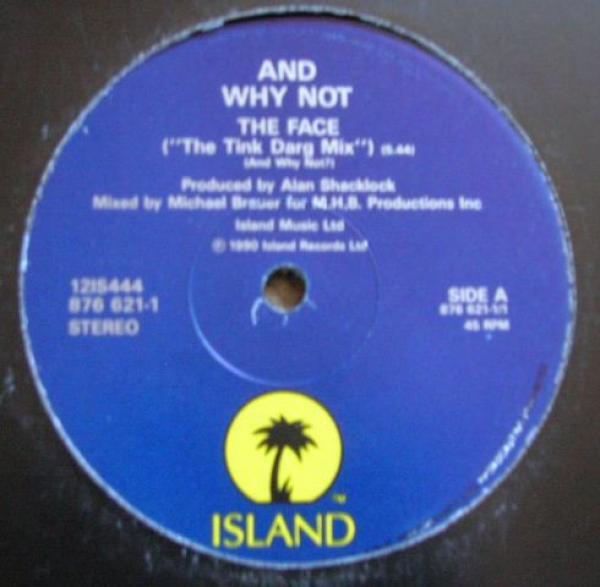 AND
WHY NOT
THE FACE
("The Tink Darg Mix") (5.44)
(And Why Not?)
Produced by Alan Shacklock
Mixed by Michael Brauer for M.H.B. Productions Inc
Island Music Ltd
℗ 1990 Island Records Ltd
12IS444
876 621-1
STEREO
SIDE A
876 621-1/1
45 RPM
TM
ISLAND